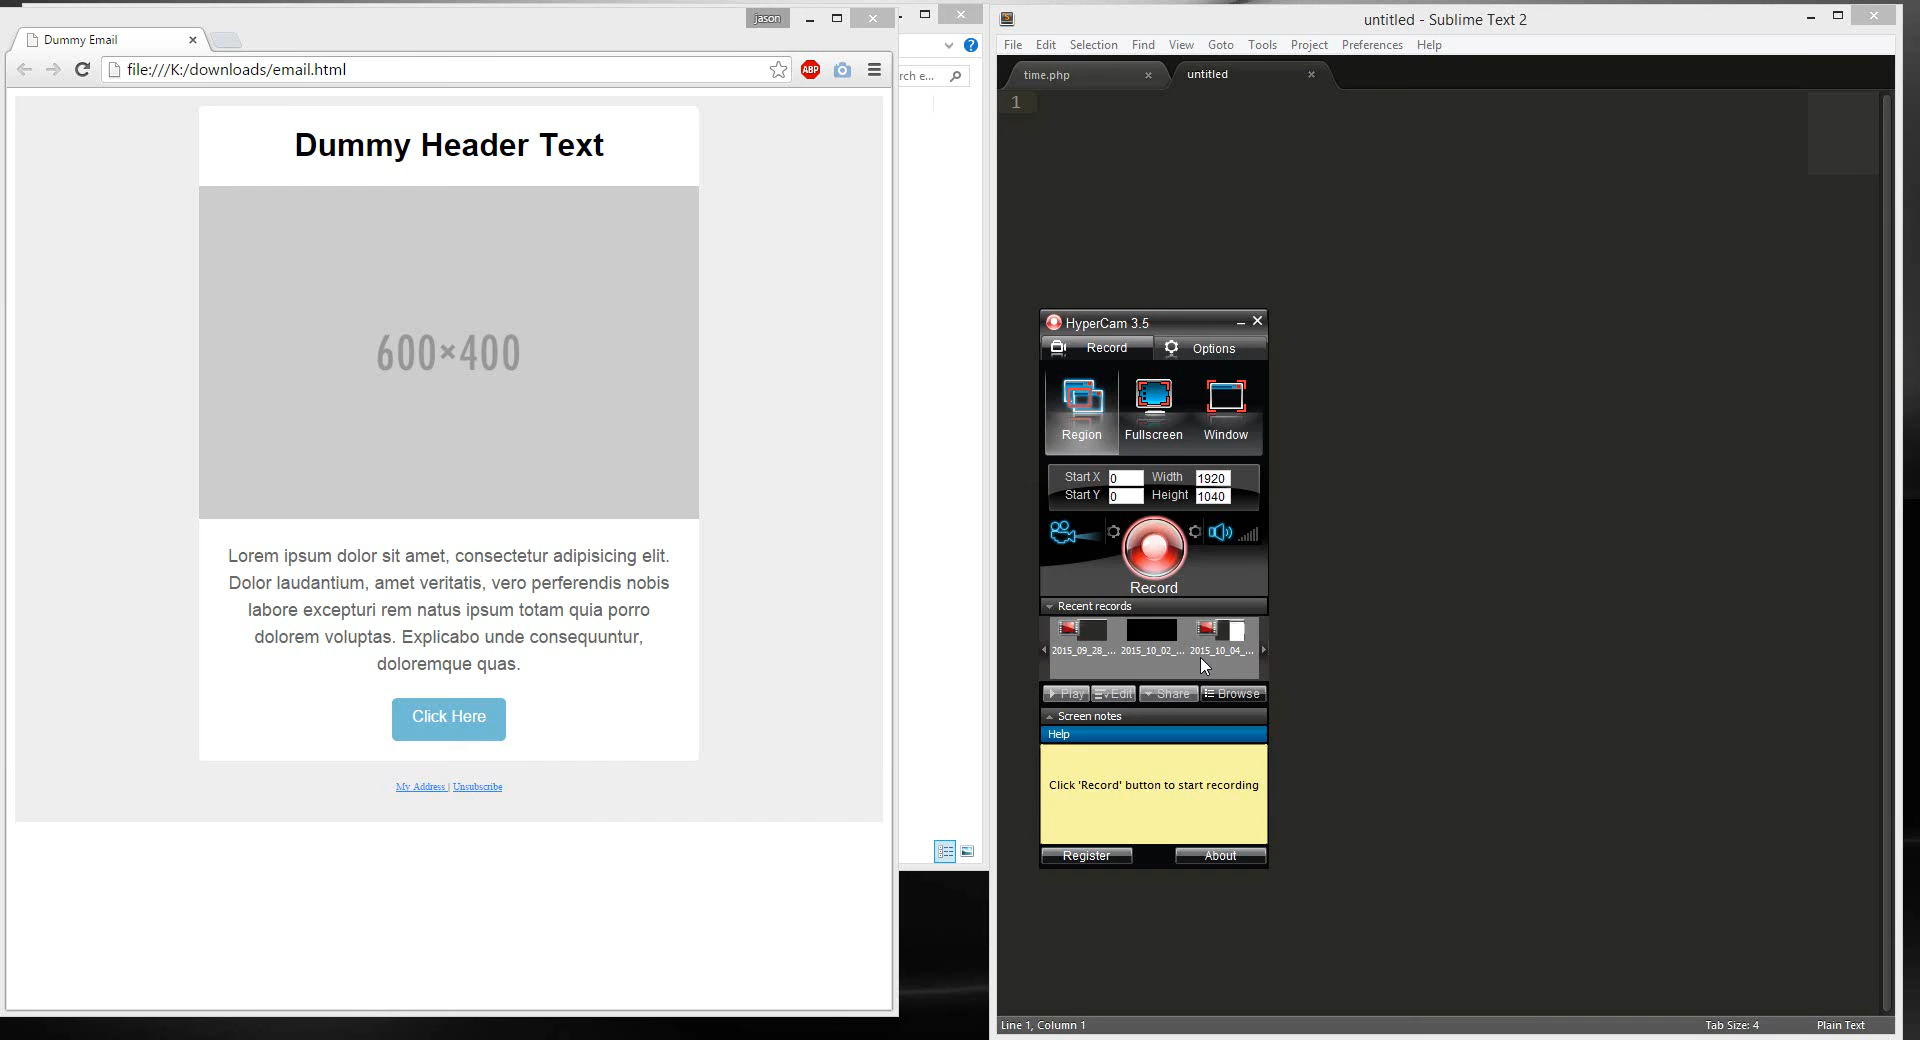 jason
Dummy Email
file:///K:/downloads/email.html
ABP
Dummy Header Text
600×400
Lorem ipsum dolor sit amet, consectetur adipisicing elit.
Dolor laudantium, amet veritatis, vero perferendis nobis
labore excepturi rem natus ipsum totam quia porro
dolorem voluptas. Explicabo unde consequuntur,
doloremque quas.
Click Here
My Address | Unsubscribe
rch e...
untitled - Sublime Text 2
File Edit Selection Find View Goto Tools Project Preferences Help
time.php untitled
1
HyperCam 3.5
Record Options
Region Fullscreen Window
Start X 0 Width 1920
Start Y 0 Height 1040
Record
Recent records
2015_09_28_... 2015_10_02_... 2015_10_04_...
Play Edit Share Browse
Screen notes
Help
Click 'Record' button to start recording
Register About
Line 1, Column 1 Tab Size: 4 Plain Text